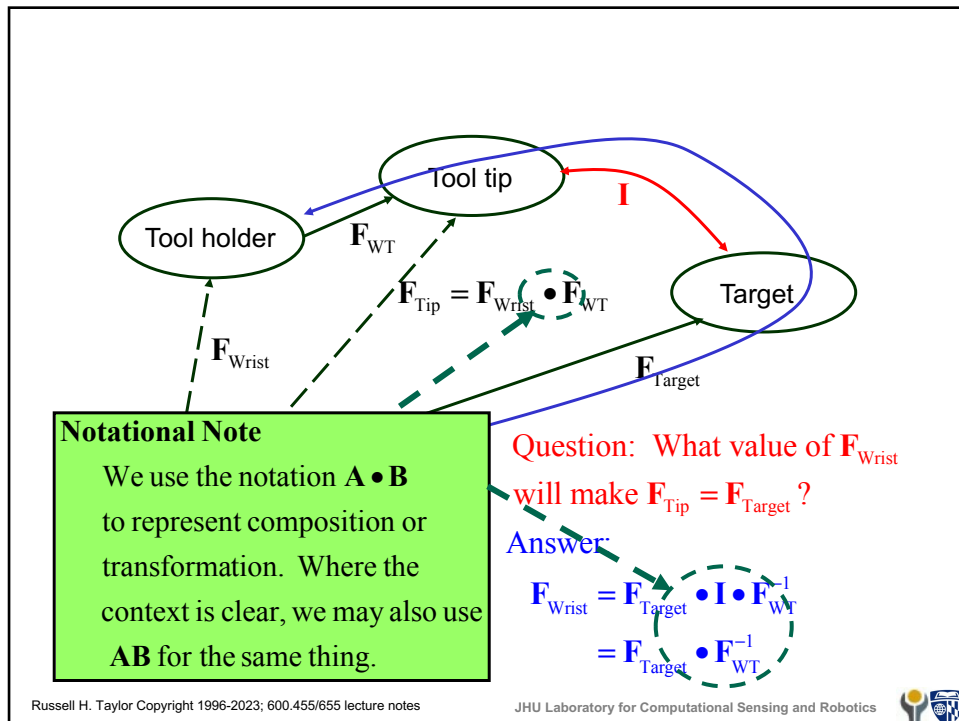 Tool tip
I
Tool holder
F_WT
F_Tip = F_Wrist • F_WT
Target
F_Wrist
F_Target
Notational Note
We use the notation A • B
to represent composition or
transformation. Where the
context is clear, we may also use
AB for the same thing.
Question: What value of F_Wrist
will make F_Tip = F_Target ?
Answer:
F_Wrist = F_Target • I • F_WT^-1
= F_Target • F_WT^-1
Russell H. Taylor Copyright 1996-2023; 600.455/655 lecture notes
JHU Laboratory for Computational Sensing and Robotics